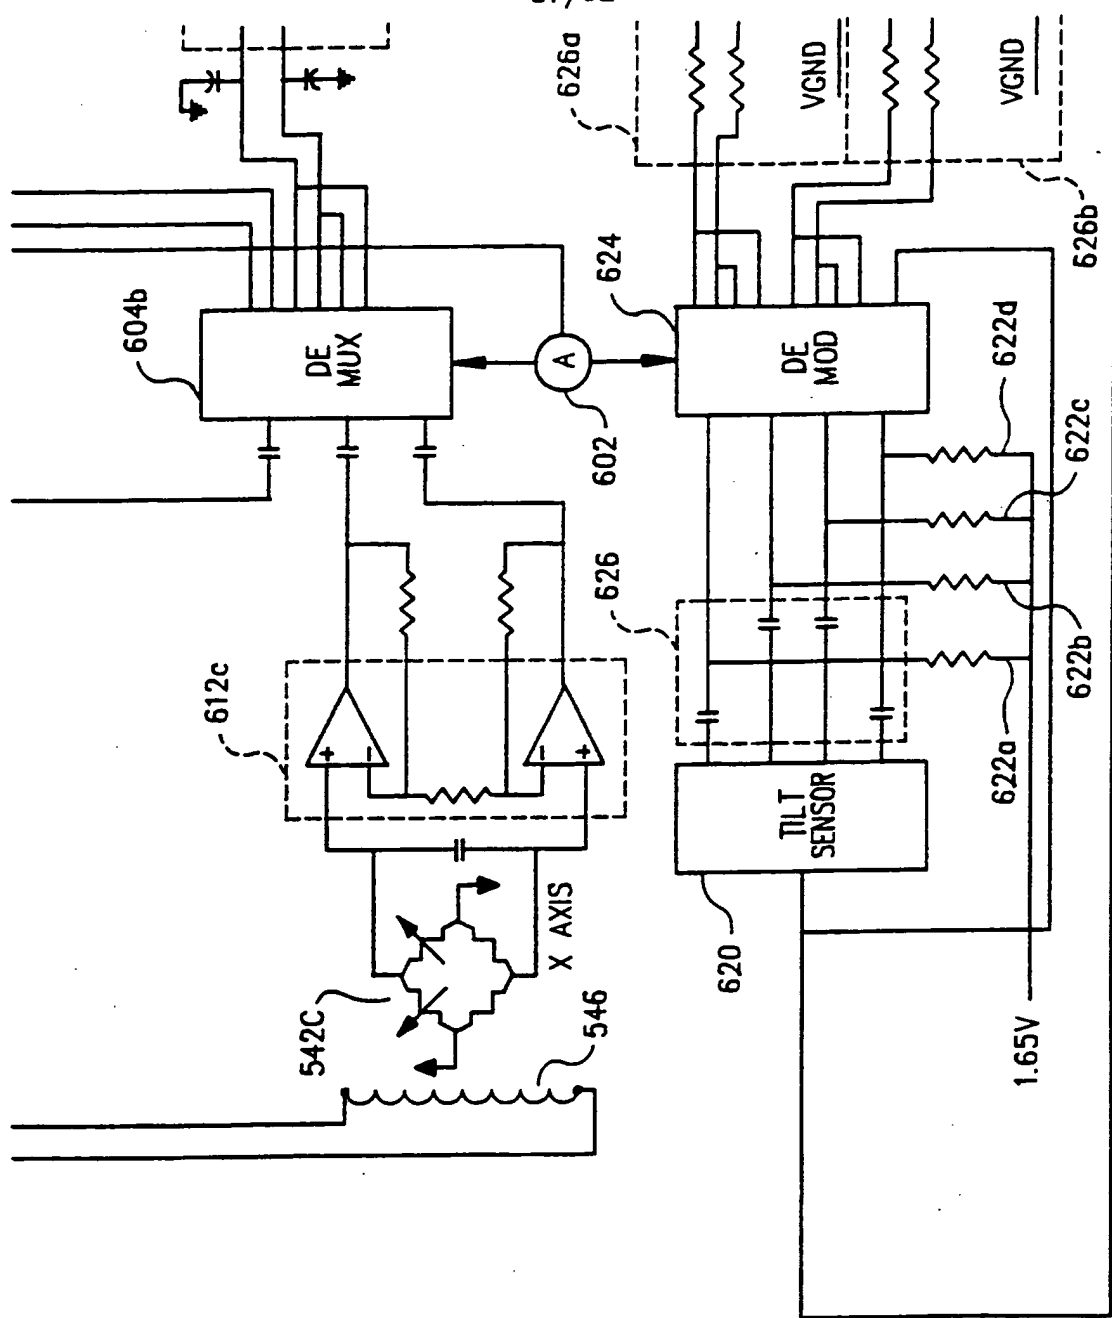 604b
DE
MUX
612c
+
−
−
+
542C
X AXIS
546
A
602
626a
VGND
VGND
626b
624
DE
MOD
626
622d
622c
622b
622a
TILT
SENSOR
620
1.65V